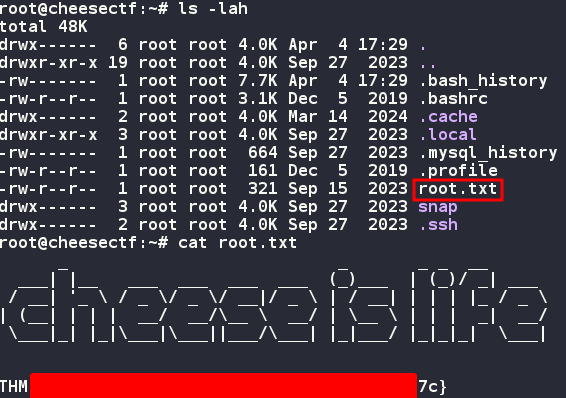 root@cheesectf:~# ls -lah
total 48K
drwx------  6 root root 4.0K Apr  4 17:29 .
drwxr-xr-x 19 root root 4.0K Sep 27  2023 ..
-rw-------  1 root root 7.7K Apr  4 17:29 .bash_history
-rw-r--r--  1 root root 3.1K Dec  5  2019 .bashrc
drwx------  2 root root 4.0K Mar 14  2024 .cache
drwxr-xr-x  3 root root 4.0K Sep 27  2023 .local
-rw-------  1 root root  664 Sep 27  2023 .mysql_history
-rw-r--r--  1 root root  161 Dec  5  2019 .profile
-rw-r--r--  1 root root  321 Sep 15  2023 root.txt
drwx------  3 root root 4.0K Sep 27  2023 snap
drwx------  2 root root 4.0K Sep 27  2023 .ssh
root@cheesectf:~# cat root.txt
cheese is life
THM
7c}